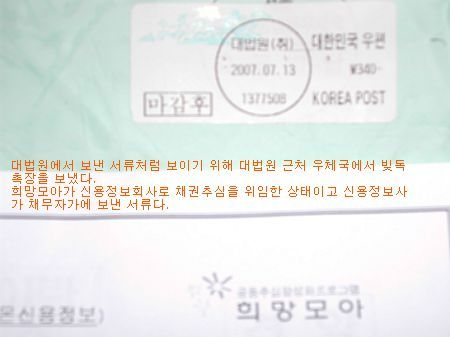 대법원(취)
2007.07.13
1377508
대한민국 우편
₩340
KOREA POST
마감후
대법원에서 보낸 서류처럼 보이기 위해 대법원 근처 우체국에서 빚독
촉장을 보냈다.
희망모아가 신용정보회사로 채권추심을 위임한 상태이고 신용정보사
가 채무자가에 보낸 서류다.
희망모아
신용정보)